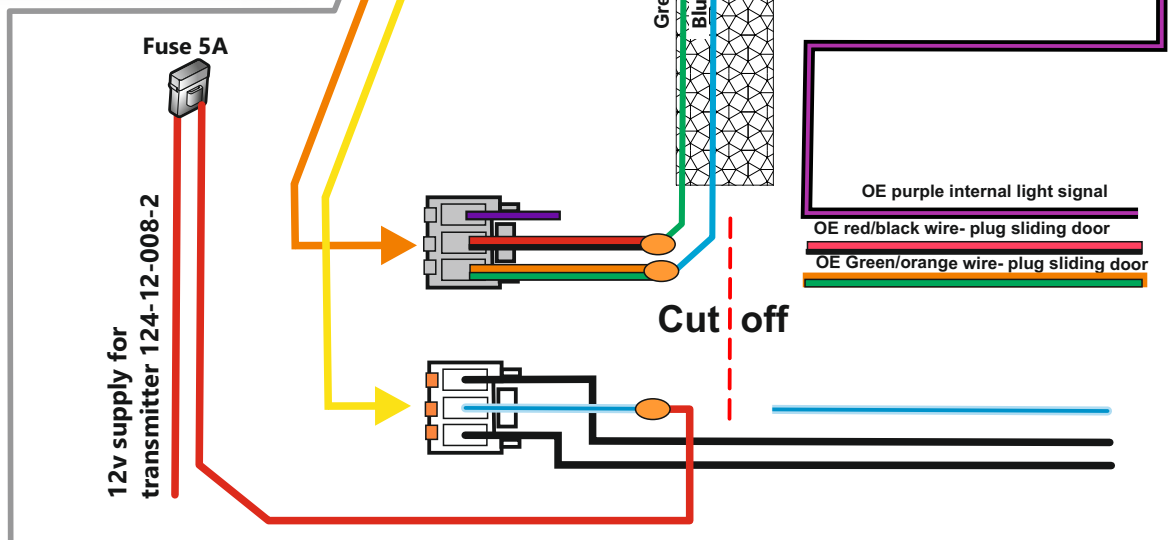 Fuse 5A
OE purple internal light signal
OE red/black wire- plug sliding door
OE Green/orange wire- plug sliding door
Cut off
12v supply for
transmitter 124-12-008-2